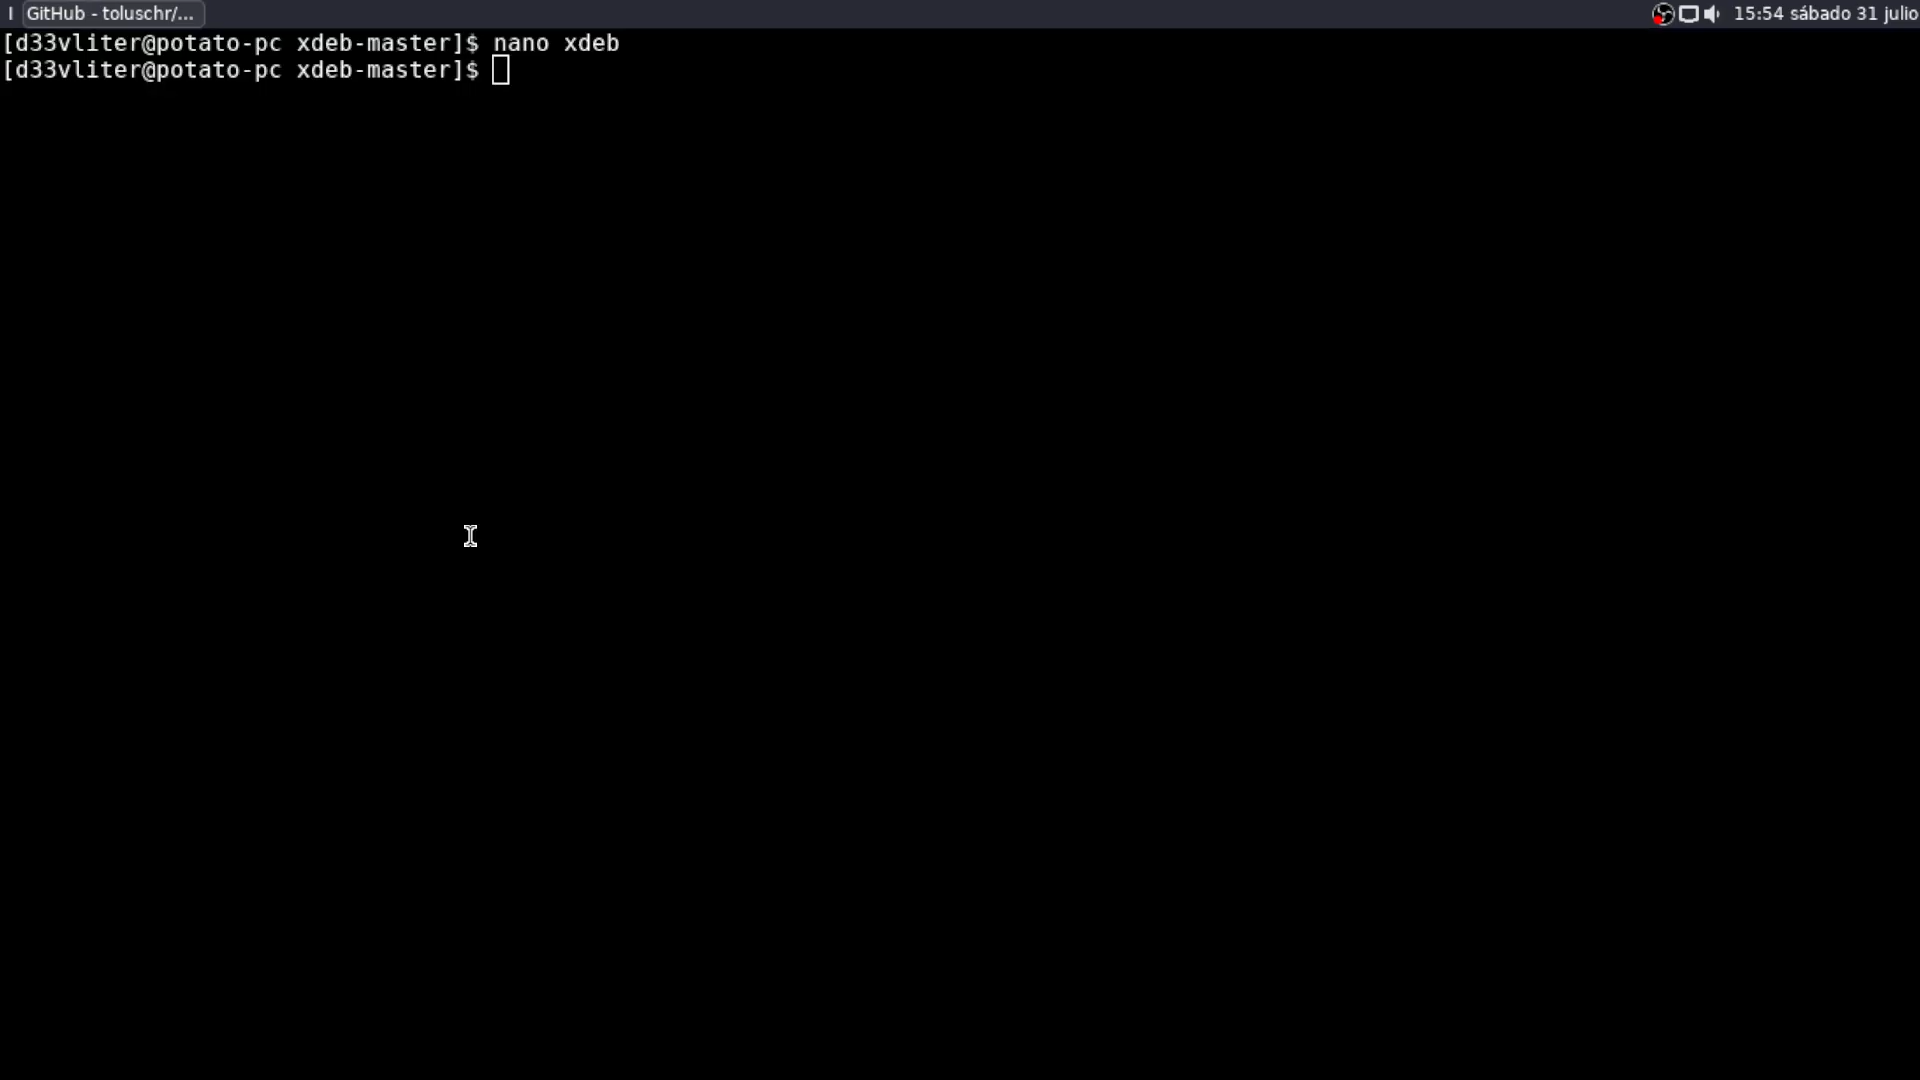 GitHub - toluschr/...
15:54 sábado 31 julio
[d33vliter@potato-pc xdeb-master]$ nano xdeb
[d33vliter@potato-pc xdeb-master]$